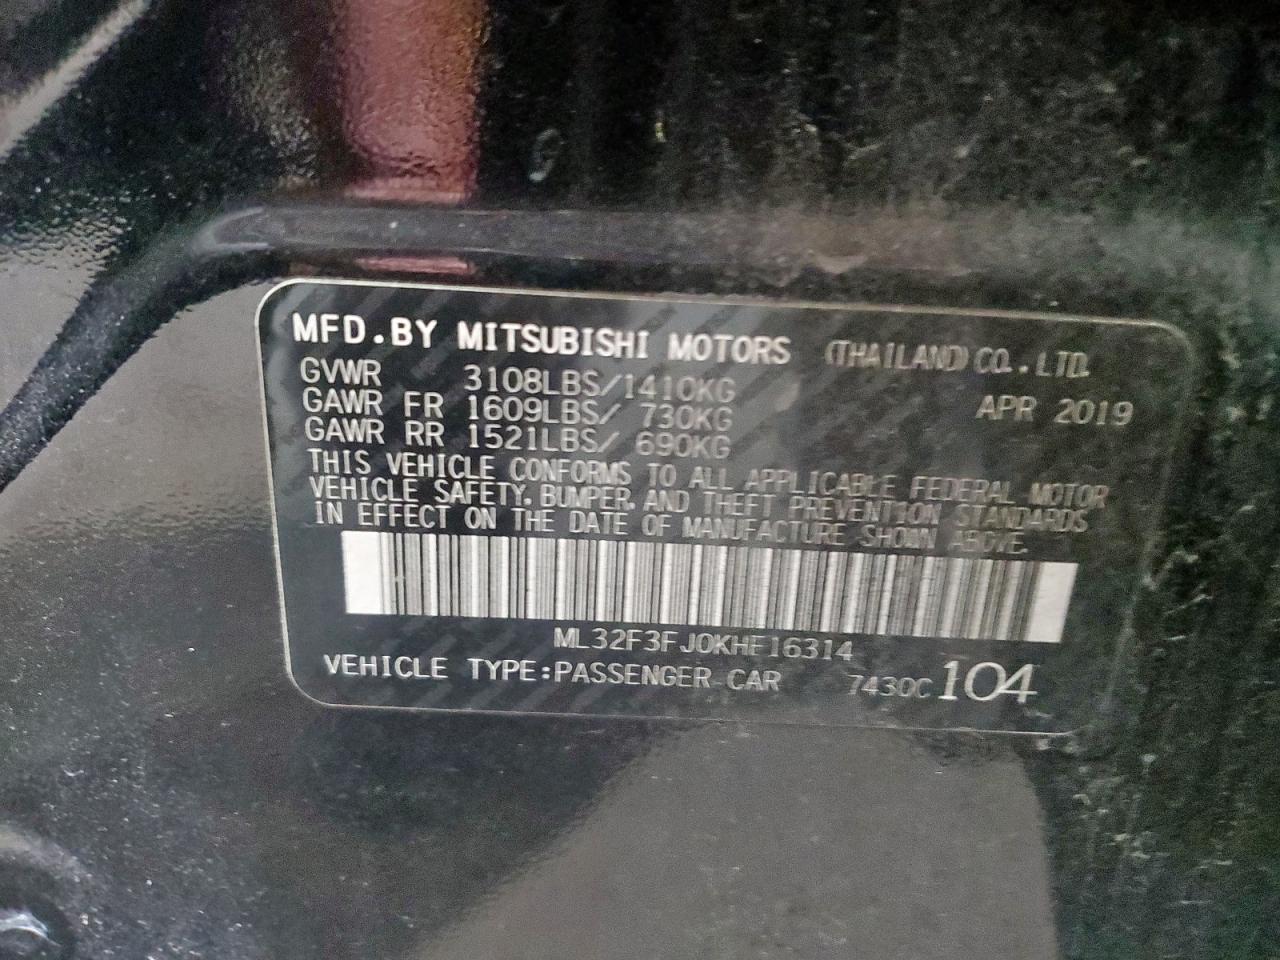 MFD.BY MITSUBISHI MOTORS (THAILAND) CO.,LTD.
GVWR 3108LBS/1410KG APR 2019
GAWR FR 1609LBS/ 730KG
GAWR RR 1521LBS/ 690KG
THIS VEHICLE CONFORMS TO ALL APPLICABLE FEDERAL MOTOR
VEHICLE SAFETY, BUMPER, AND THEFT PREVENTION STANDARDS
IN EFFECT ON THE DATE OF MANUFACTURE SHOWN ABOVE.
ML32F3FJ0KHF16314
VEHICLE TYPE:PASSENGER CAR 7430C 104